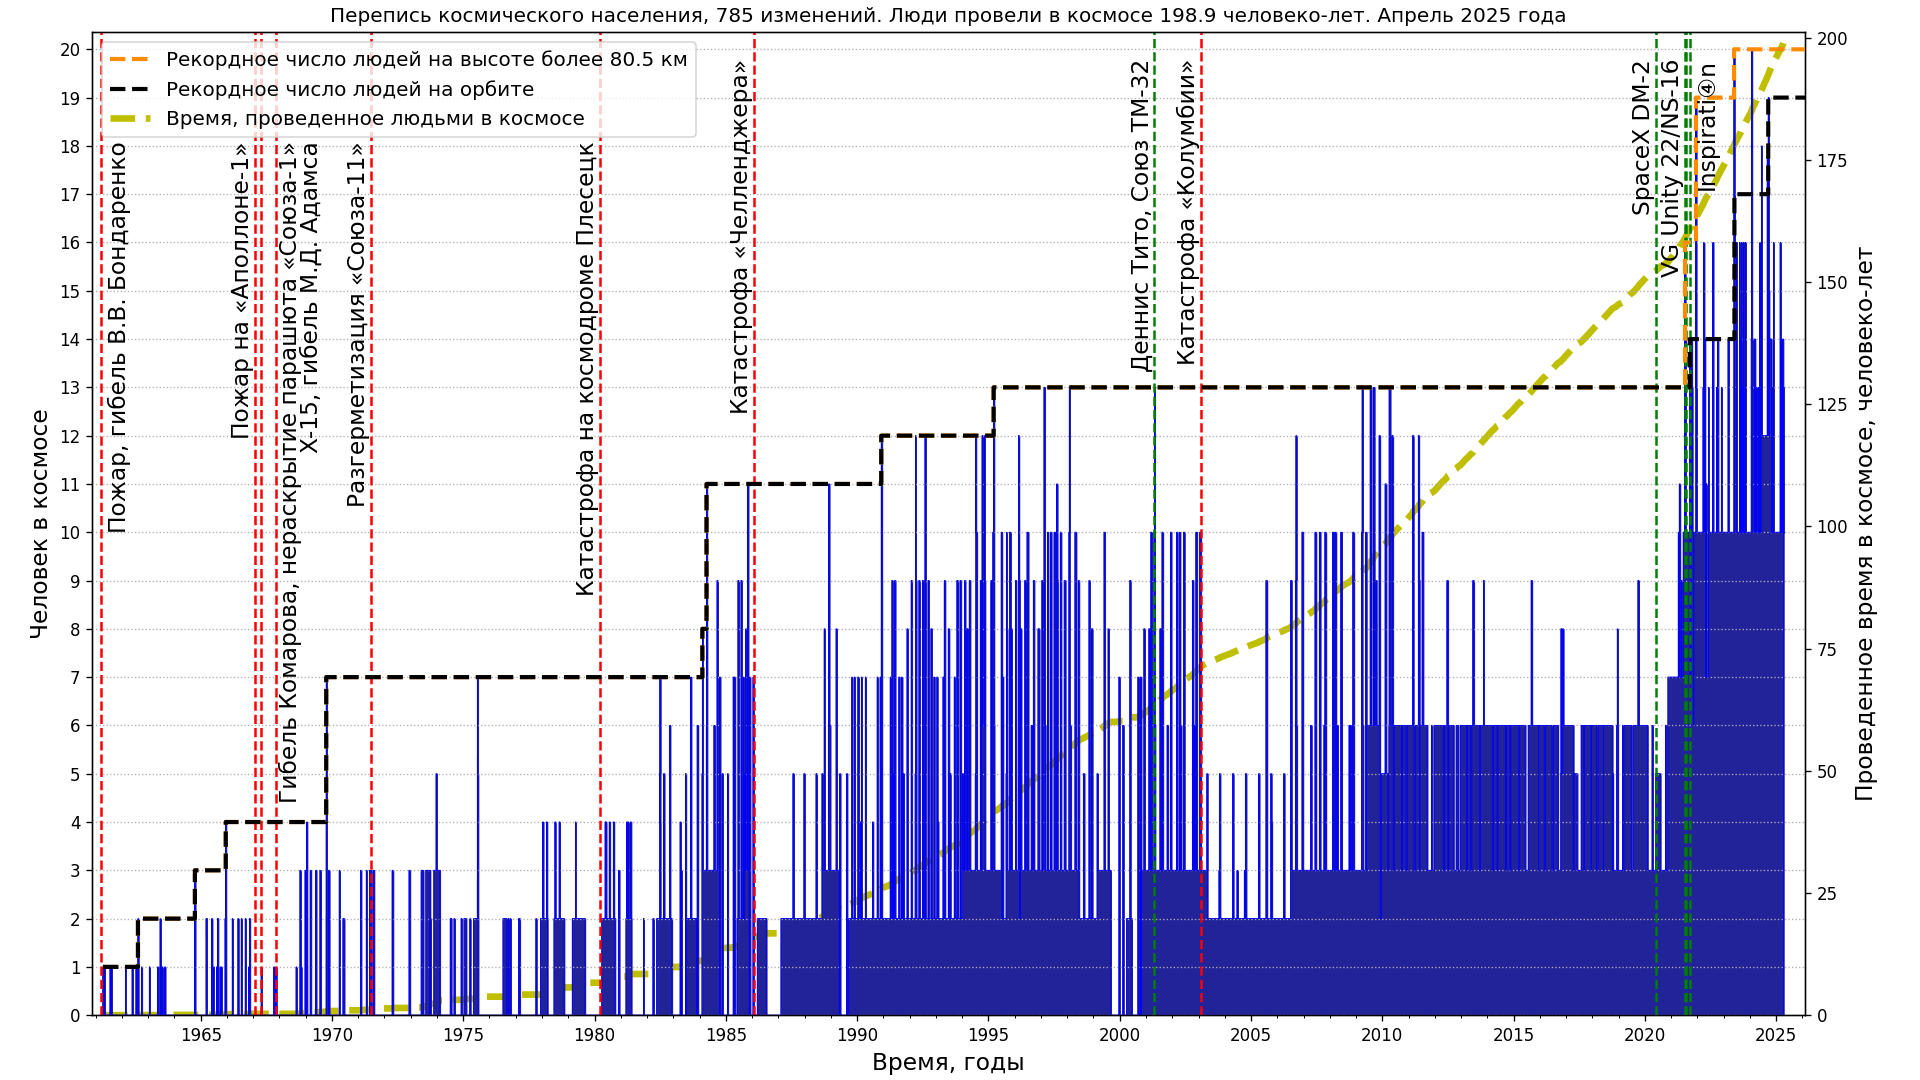 Перепись космического населения, 785 изменений. Люди провели в космосе 198.9 человеко-лет. Апрель 2025 года
Рекордное число людей на высоте более 80.5 км
Рекордное число людей на орбите
Время, проведенное людьми в космосе
Пожар, гибель В.В. Бондаренко
Пожар на «Аполлоне-1»
Гибель Комарова, нераскрытие парашюта «Союза-1»
X-15, гибель М.Д. Адамса
Разгерметизация «Союза-11»
Катастрофа на космодроме Плесецк
Катастрофа «Челленджера»
Деннис Тито, Союз ТМ-32
Катастрофа «Колумбии»
SpaceX DM-2
VG Unity 22/NS-16
Inspirati④n
Человек в космосе
20
19
18
17
16
15
14
13
12
11
10
9
8
7
6
5
4
3
2
1
0
200
175
150
125
100
75
50
25
0
Проведенное время в космосе, человеко-лет
1965
1970
1975
1980
1985
1990
1995
2000
2005
2010
2015
2020
2025
Время, годы